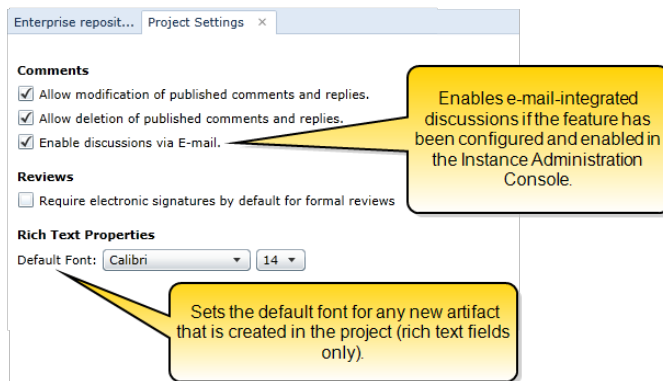 Enterprise reposit... Project Settings ×
Comments
Allow modification of published comments and replies.
Allow deletion of published comments and replies.
Enable discussions via E-mail.
Enables e-mail-integrated
discussions if the feature has
been configured and enabled in
the Instance Administration
Console.
Reviews
Require electronic signatures by default for formal reviews
Rich Text Properties
Default Font: Calibri 14
Sets the default font for any new artifact
that is created in the project (rich text fields
only).